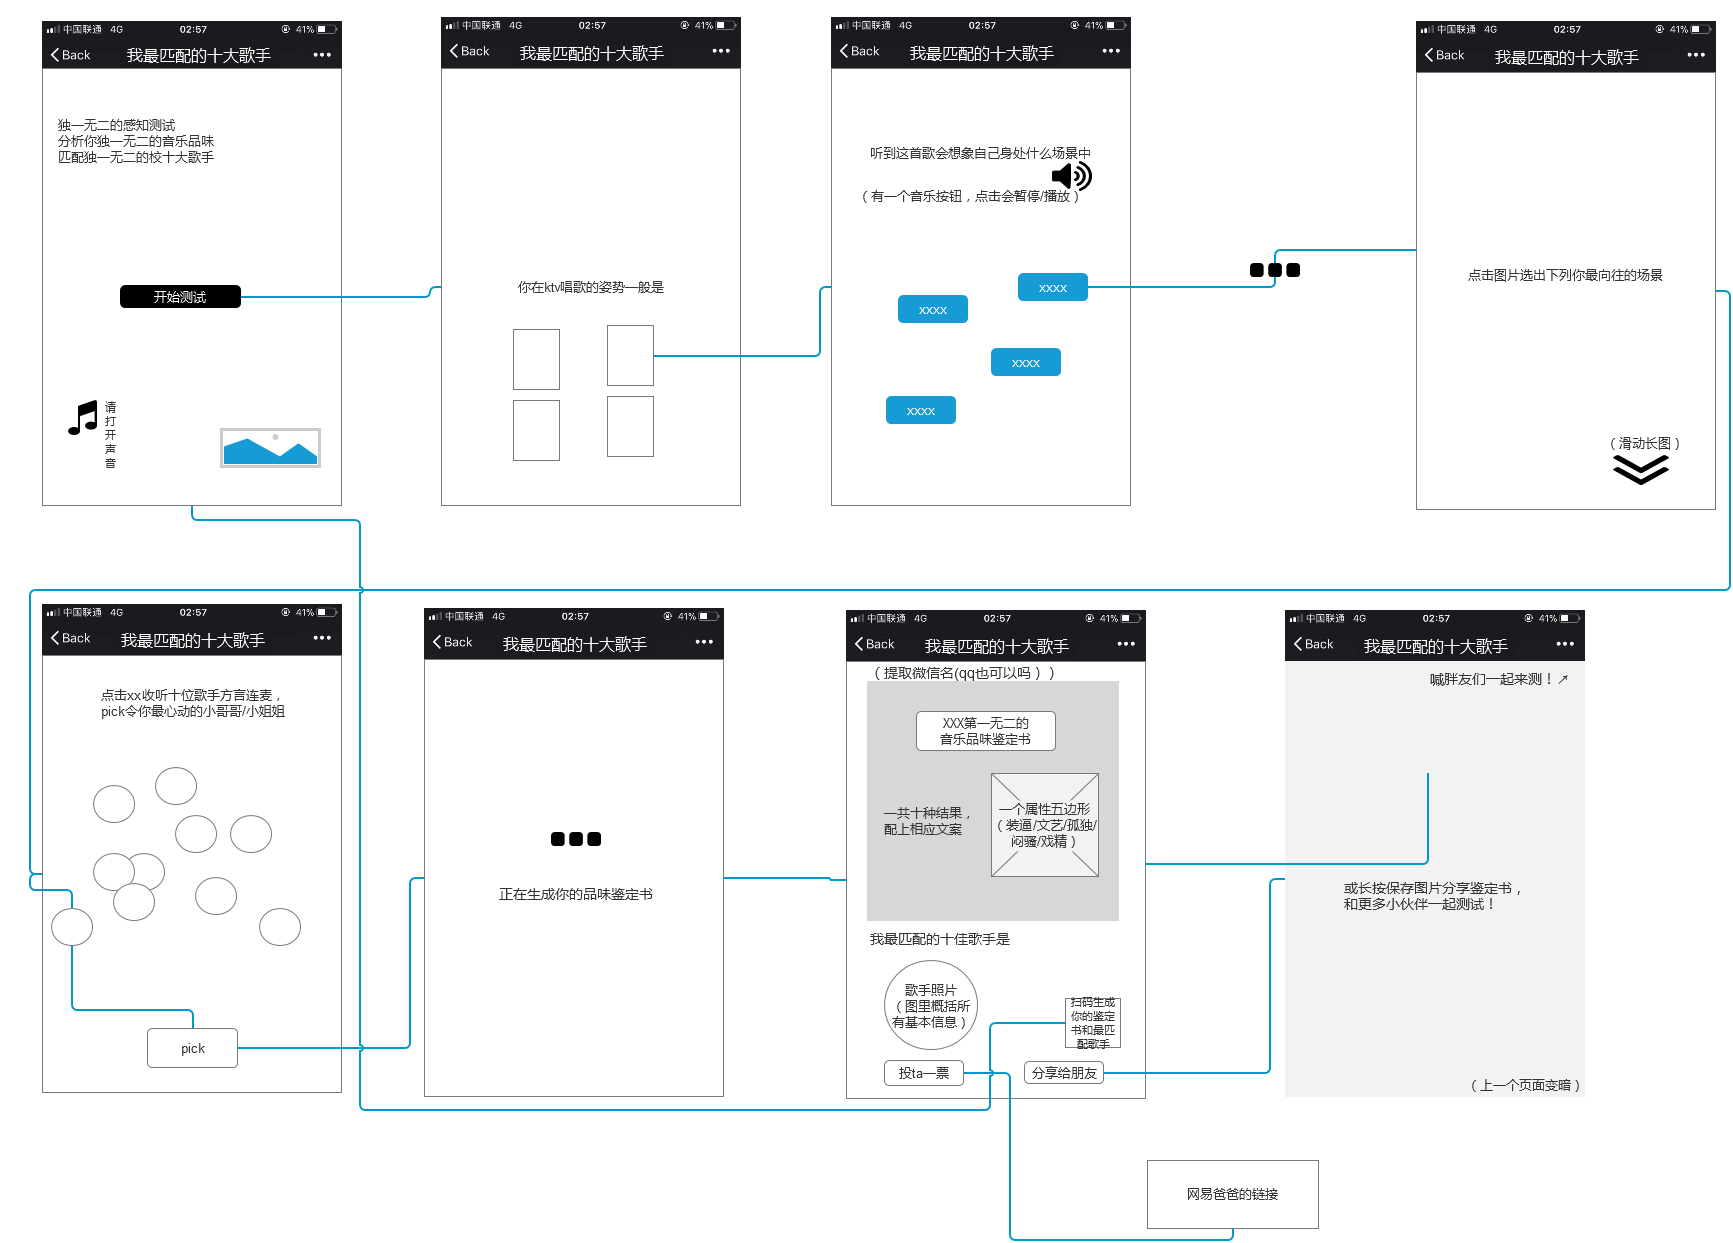 中国联通 4G 02:57 41%
Back 我最匹配的十大歌手
独一无二的感知测试
分析你独一无二的音乐品味
匹配独一无二的校十大歌手
开始测试
请
打
开
声
音
中国联通 4G 02:57 41%
Back 我最匹配的十大歌手
你在ktv唱歌的姿势一般是
中国联通 4G 02:57 41%
Back 我最匹配的十大歌手
听到这首歌会想象自己身处什么场景中
（有一个音乐按钮，点击会暂停/播放）
xxxx
xxxx
xxxx
xxxx
中国联通 4G 02:57 41%
Back 我最匹配的十大歌手
点击图片选出下列你最向往的场景
（滑动长图）
中国联通 4G 02:57 41%
Back 我最匹配的十大歌手
点击xx收听十位歌手方言连麦，
pick令你最心动的小哥哥/小姐姐
pick
中国联通 4G 02:57 41%
Back 我最匹配的十大歌手
正在生成你的品味鉴定书
中国联通 4G 02:57 41%
Back 我最匹配的十大歌手
（提取微信名(qq也可以吗））
XXX第一无二的
音乐品味鉴定书
一共十种结果，
配上相应文案
一个属性五边形
（装逼/文艺/孤独/
闷骚/戏精）
我最匹配的十佳歌手是
歌手照片
（图里概括所
有基本信息）
扫码生成
你的鉴定
书和最匹
配歌手
投ta一票
分享给朋友
中国联通 4G 02:57 41%
Back 我最匹配的十大歌手
喊胖友们一起来测！↗
或长按保存图片分享鉴定书，
和更多小伙伴一起测试！
（上一个页面变暗）
网易爸爸的链接